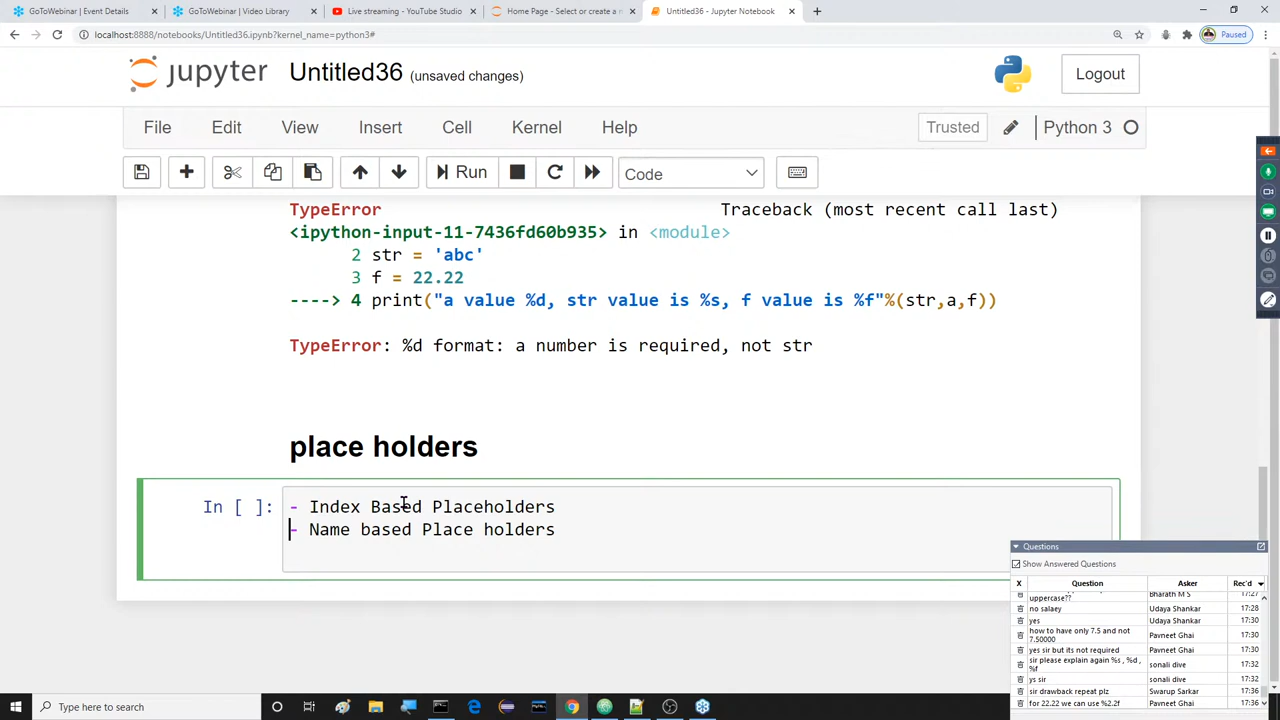 GoToWebinar | Event Details
GoToWebinar | Video Library
Live streaming - YouTube Studio
Home Page - Select or create a n
Untitled36 - Jupyter Notebook
localhost:8888/notebooks/Untitled36.ipynb?kernel_name=python3#
Paused
jupyter Untitled36 (unsaved changes)
Logout
File Edit View Insert Cell Kernel Help
Trusted Python 3
Run Code
TypeError Traceback (most recent call last)
<ipython-input-11-7436fd60b935> in <module>
2 str = 'abc'
3 f = 22.22
----> 4 print("a value %d, str value is %s, f value is %f"%(str,a,f))
TypeError: %d format: a number is required, not str
place holders
In [ ]: - Index Based Placeholders
- Name based Place holders
Questions
Show Answered Questions
X Question Asker Rec'd
uppercase?? Bharath M S 17:27
no salaey Udaya Shankar 17:28
yes Udaya Shankar 17:30
how to have only 7.5 and not
7.50000 Pavneet Ghai 17:30
yes sir but its not required Pavneet Ghai 17:30
sir please explain again %s , %d ,
%f sonali dive 17:32
ys sir sonali dive 17:32
sir drawback repeat plz Swarup Sarkar 17:36
for 22.22 we can use %2.2f Pavneet Ghai 17:36
Type here to search